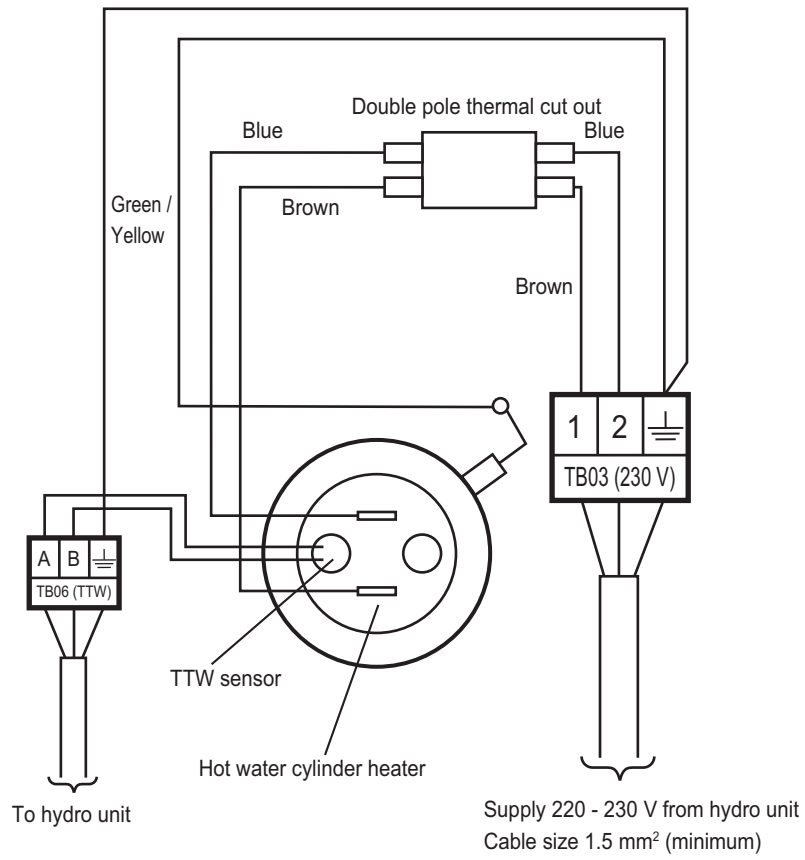 Double pole thermal cut out
Blue
Blue
Green /
Yellow
Brown
Brown
1 2
TB03 (230 V)
A B
TB06 (TTW)
TTW sensor
Hot water cylinder heater
To hydro unit
Supply 220 - 230 V from hydro unit
Cable size 1.5 mm² (minimum)